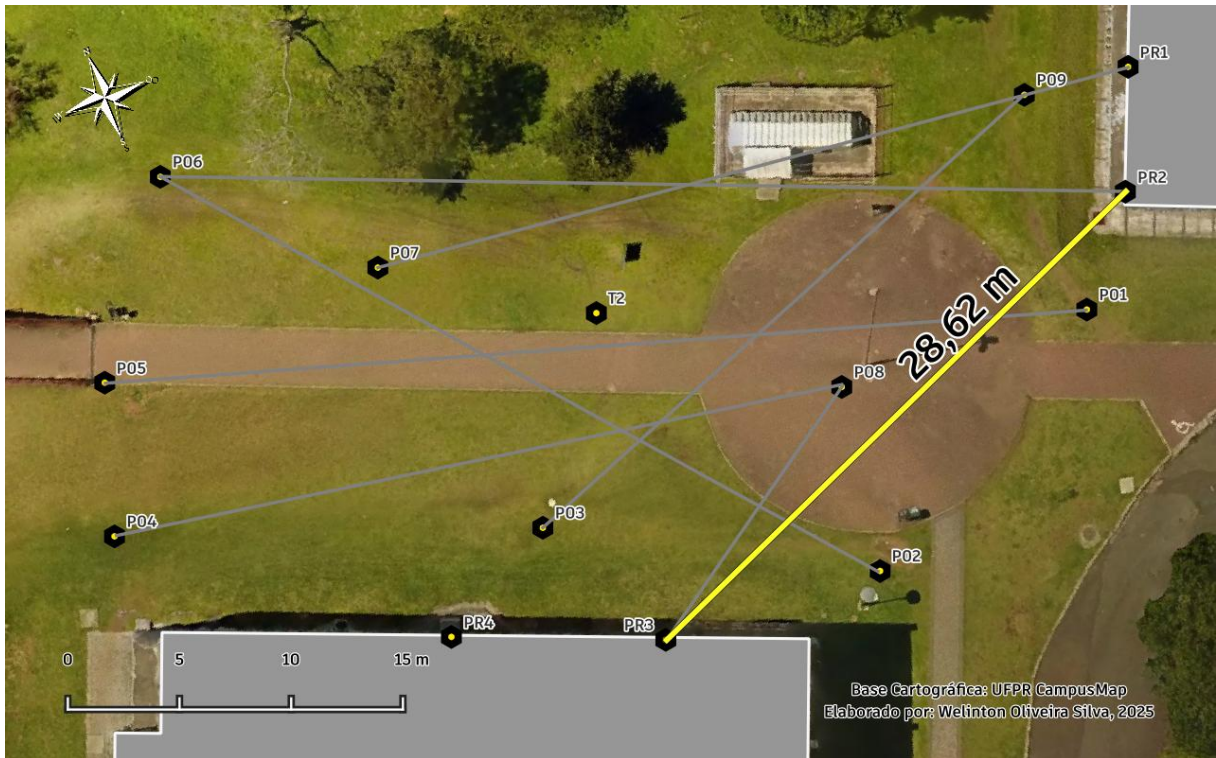 PR1
P09
P06
PR2
P07
T2
P01
28,62 m
P05
P08
P04
P03
P02
PR4
PR3
0 5 10 15 m
Base Cartográfica: UFPR CampusMap
Elaborado por: Welinton Oliveira Silva, 2025